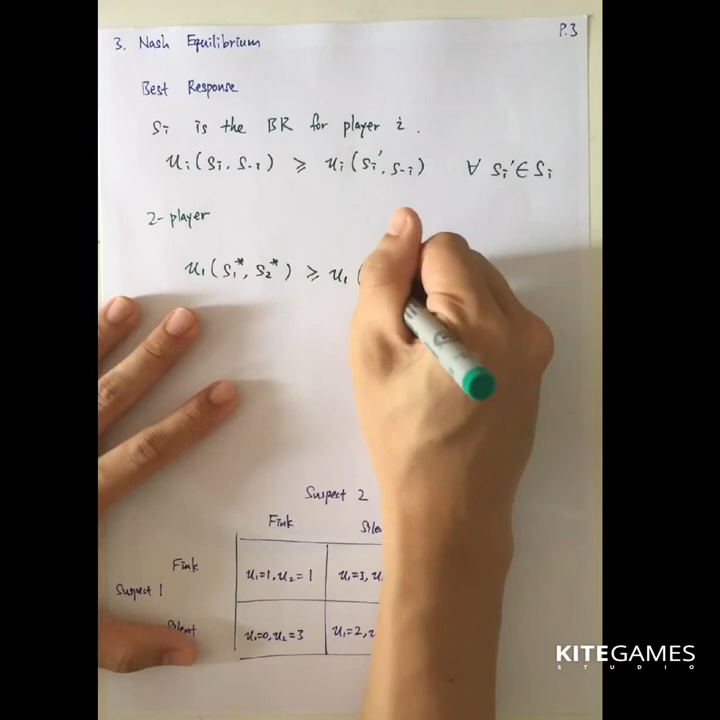 P.3
3. Nash Equilibrium
Best Response
si is the BR for player i.
ui(si, s-i) ≥ ui(si', s-i) ∀ si' ∈ Si
2-player
u1(s1*, s2*) ≥ u1(
Suspect 2
Fink
Fink
u1=1, u2=1 u1=3, u
Suspect 1
Silent
u1=0, u2=3 u1=2,
KITEGAMES
STUDIO